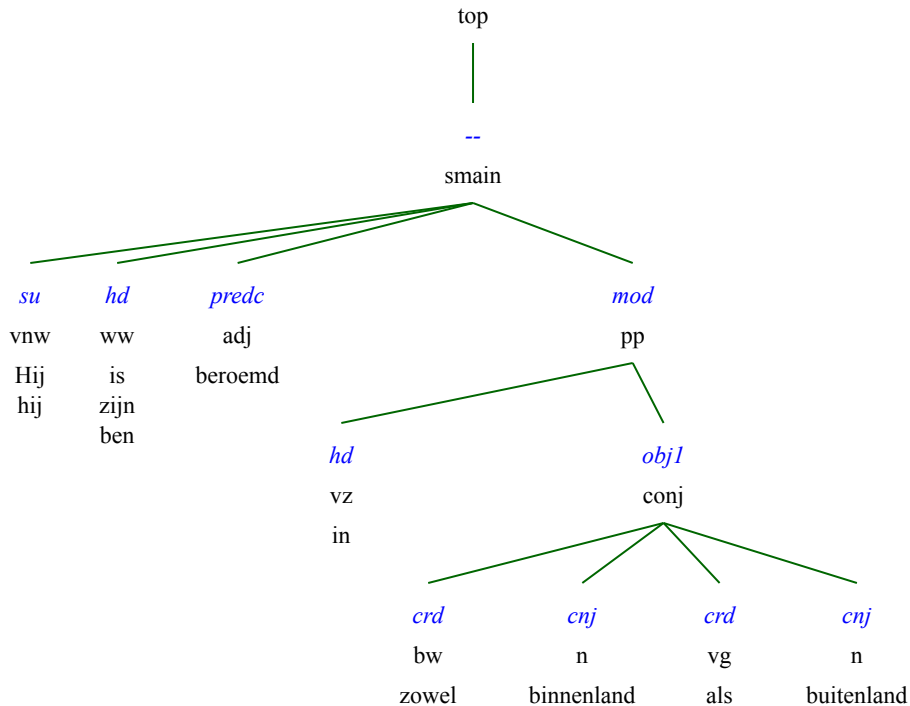 top
--
smain
su hd predc mod
vnw ww adj pp
Hij is beroemd
hij zijn
ben
hd obj1
vz conj
in
crd cnj crd cnj
bw n vg n
zowel binnenland als buitenland